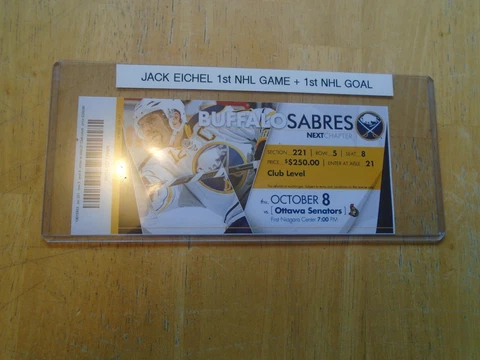 JACK EICHEL 1st NHL GAME + 1st NHL GOAL
BUFFALO SABRES
NEXT CHAPTER
SECTION: 221 | ROW: 5 | SEAT: 8
PRICE: $250.00 | ENTER AT AISLE 21
Club Level
OCTOBER 8
vs. [ Ottawa Senators ]
First Niagara Center 7:00 PM